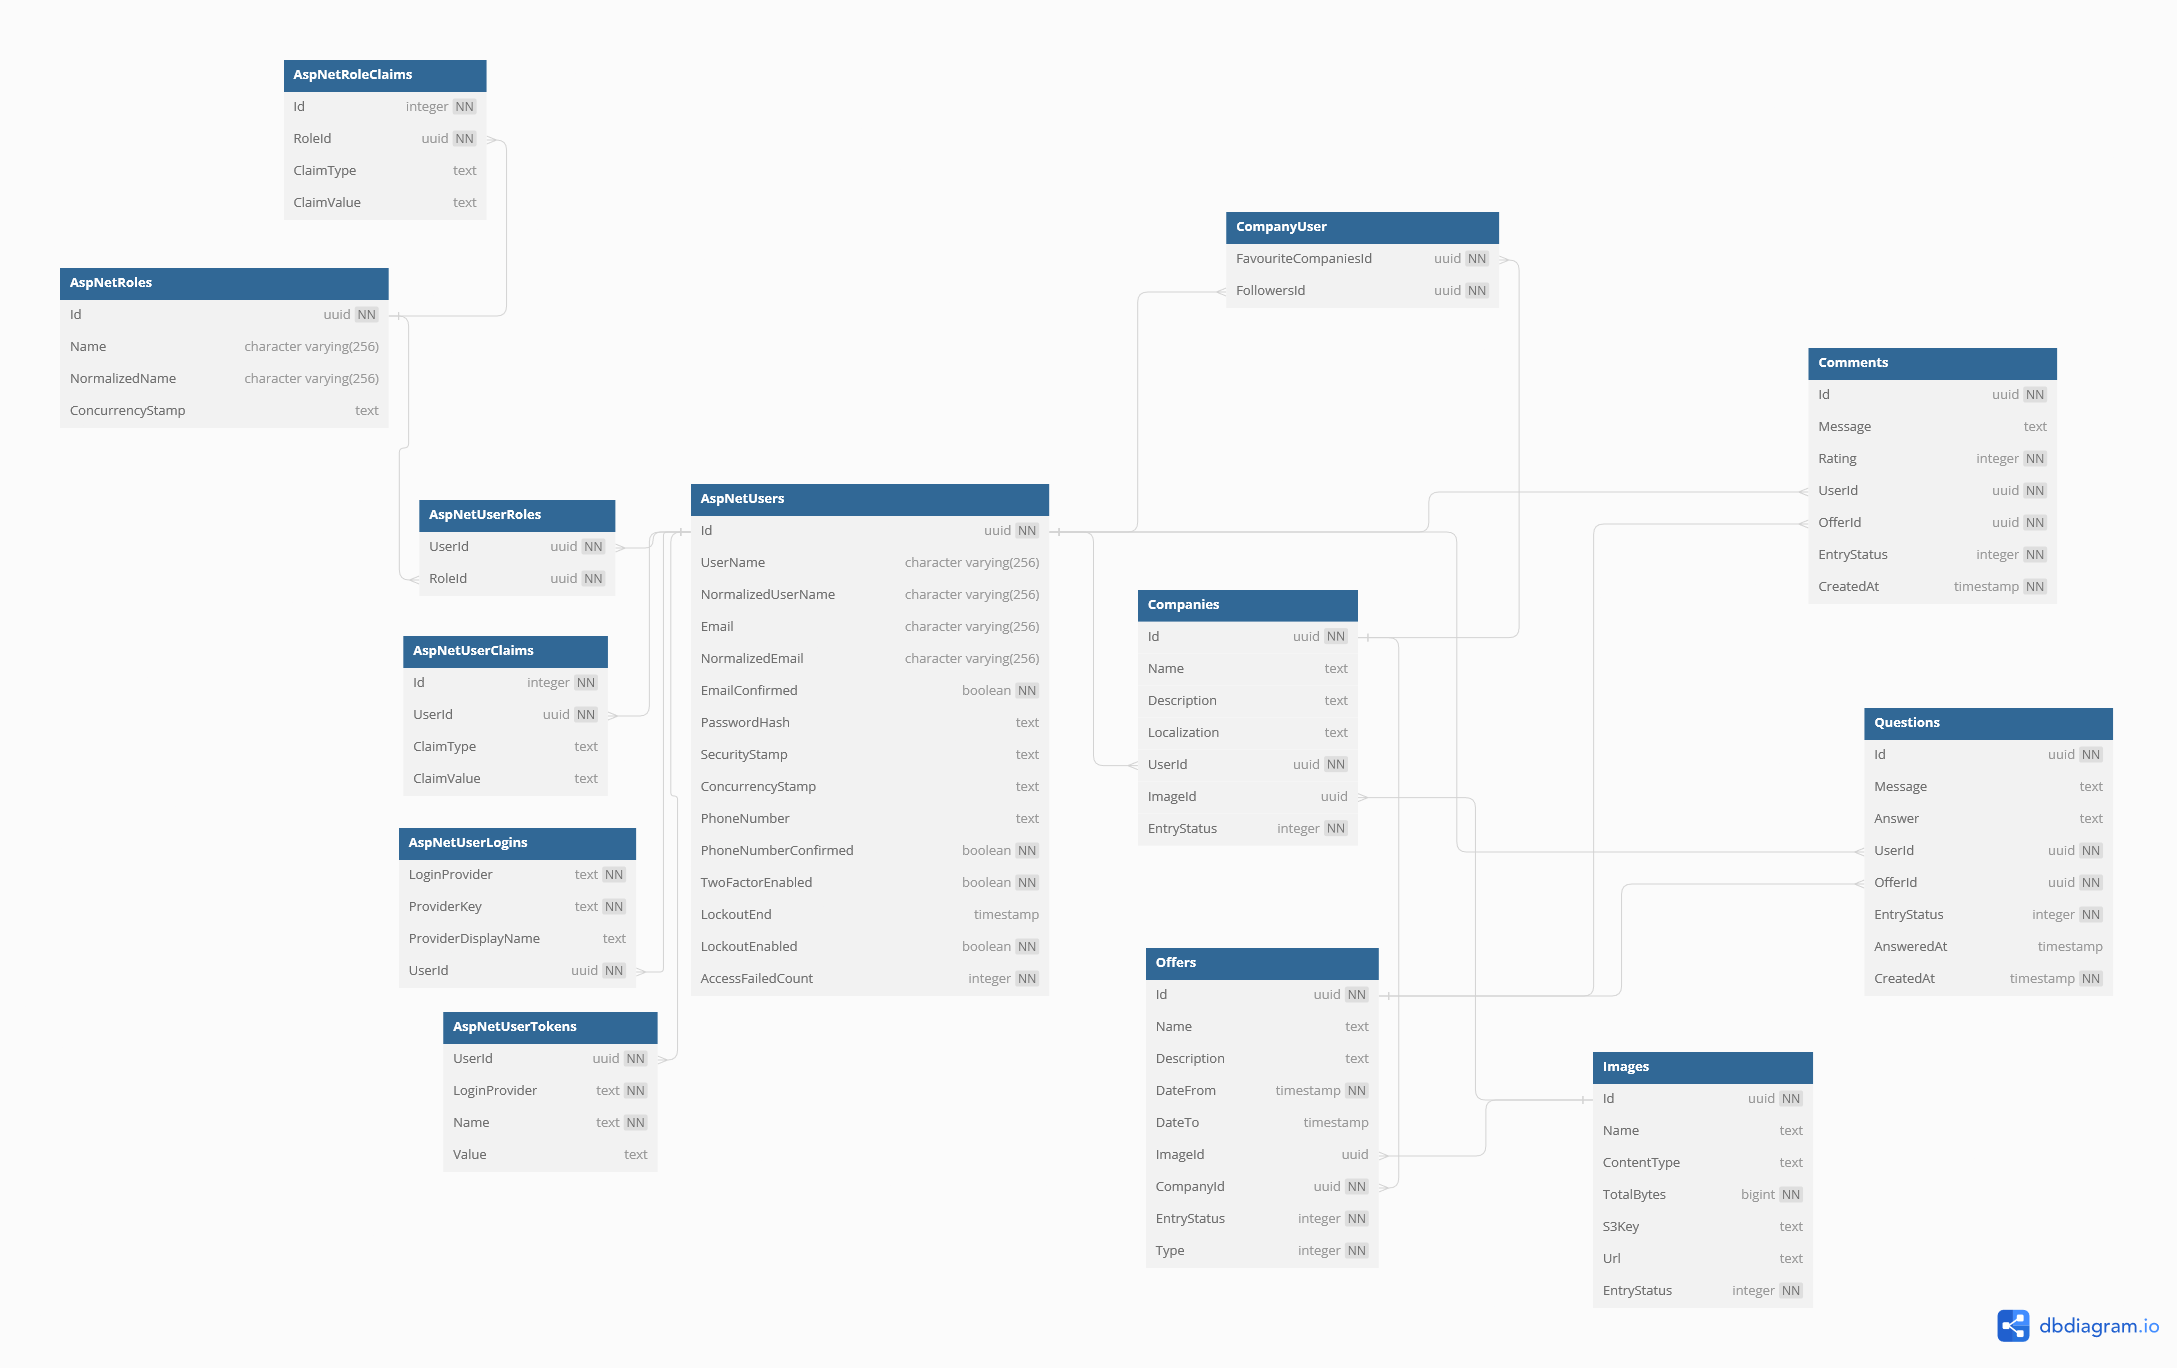 AspNetRoleClaims
Id integer NN
RoleId uuid NN
ClaimType text
ClaimValue text
AspNetRoles
Id uuid NN
Name character varying(256)
NormalizedName character varying(256)
ConcurrencyStamp text
AspNetUserRoles
UserId uuid NN
RoleId uuid NN
AspNetUserClaims
Id integer NN
UserId uuid NN
ClaimType text
ClaimValue text
AspNetUserLogins
LoginProvider text NN
ProviderKey text NN
ProviderDisplayName text
UserId uuid NN
AspNetUserTokens
UserId uuid NN
LoginProvider text NN
Name text NN
Value text
AspNetUsers
Id uuid NN
UserName character varying(256)
NormalizedUserName character varying(256)
Email character varying(256)
NormalizedEmail character varying(256)
EmailConfirmed boolean NN
PasswordHash text
SecurityStamp text
ConcurrencyStamp text
PhoneNumber text
PhoneNumberConfirmed boolean NN
TwoFactorEnabled boolean NN
LockoutEnd timestamp
LockoutEnabled boolean NN
AccessFailedCount integer NN
CompanyUser
FavouriteCompaniesId uuid NN
FollowersId uuid NN
Companies
Id uuid NN
Name text
Description text
Localization text
UserId uuid NN
ImageId uuid
EntryStatus integer NN
Offers
Id uuid NN
Name text
Description text
DateFrom timestamp NN
DateTo timestamp
ImageId uuid
CompanyId uuid NN
EntryStatus integer NN
Type integer NN
Comments
Id uuid NN
Message text
Rating integer NN
UserId uuid NN
OfferId uuid NN
EntryStatus integer NN
CreatedAt timestamp NN
Questions
Id uuid NN
Message text
Answer text
UserId uuid NN
OfferId uuid NN
EntryStatus integer NN
AnsweredAt timestamp
CreatedAt timestamp NN
Images
Id uuid NN
Name text
ContentType text
TotalBytes bigint NN
S3Key text
Url text
EntryStatus integer NN
dbdiagram.io